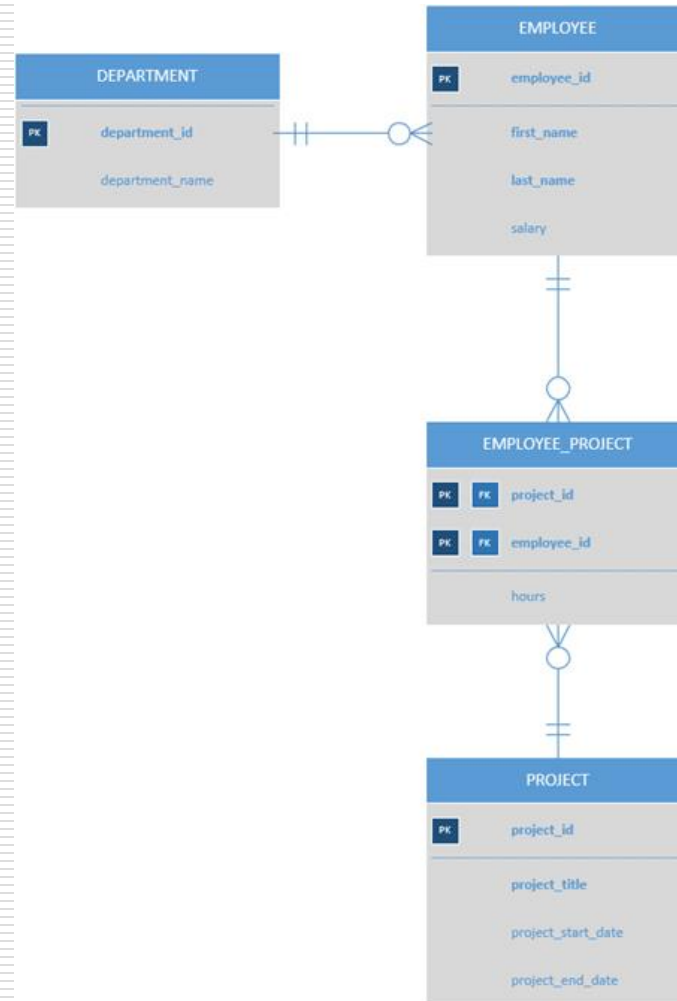 DEPARTMENT
PK department_id
department_name
EMPLOYEE
PK employee_id
first_name
last_name
salary
EMPLOYEE_PROJECT
PK FK project_id
PK FK employee_id
hours
PROJECT
PK project_id
project_title
project_start_date
project_end_date